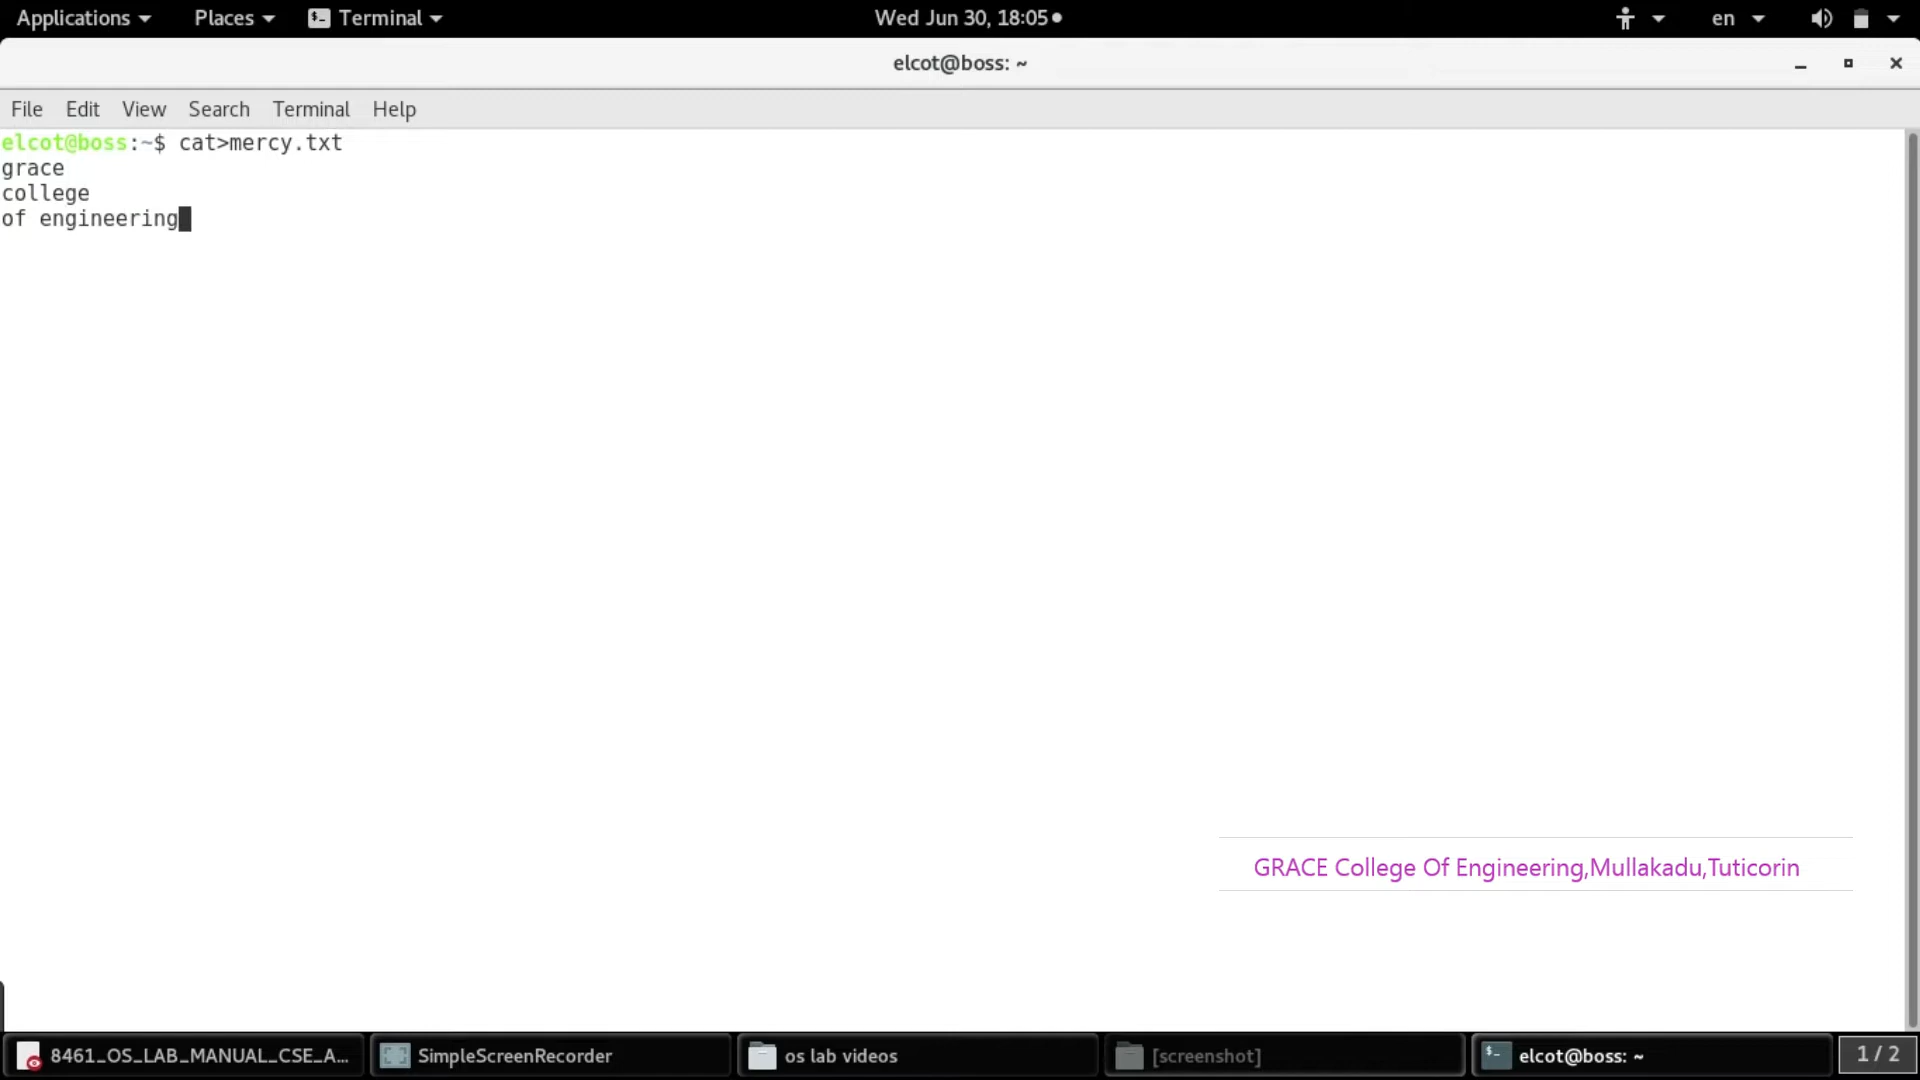 Applications Places Terminal Wed Jun 30, 18:05 en
elcot@boss: ~
File Edit View Search Terminal Help
elcot@boss:~$ cat>mercy.txt
grace
college
of engineering
GRACE College Of Engineering,Mullakadu,Tuticorin
8461_OS_LAB_MANUAL_CSE_A... SimpleScreenRecorder os lab videos [screenshot] elcot@boss: ~ 1 / 2